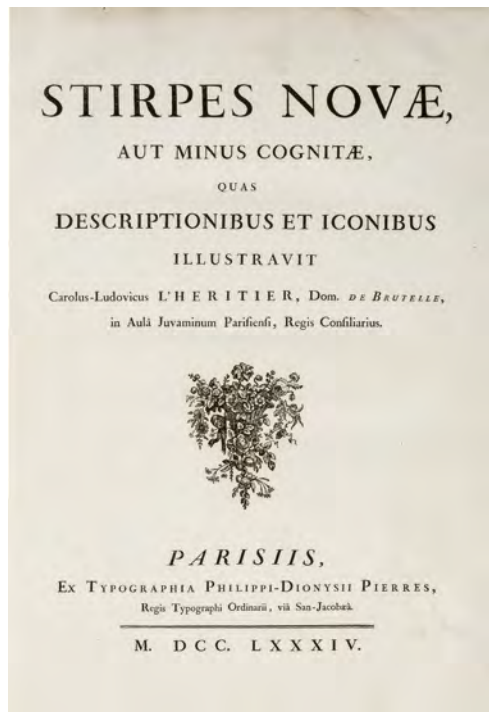 STIRPES NOVÆ,
AUT MINUS COGNITÆ,
QUAS
DESCRIPTIONIBUS ET ICONIBUS
ILLUSTRAVIT
Carolus-Ludovicus L'HERITIER, Dom. DE BRUTELLE,
in Aulâ Juvaminum Parisiensi, Regis Consiliarius.
PARISIIS,
EX TYPOGRAPHIA PHILIPPI-DIONYSII PIERRES,
Regis Typographi Ordinarii, viâ San-Jacobæâ.
M. DCC. LXXXIV.